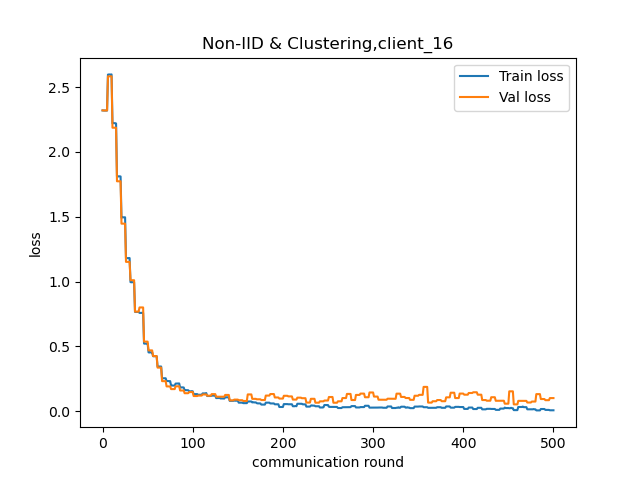 Non-IID & Clustering,client_16
Train loss
Val loss
loss
2.5
2.0
1.5
1.0
0.5
0.0
0 100 200 300 400 500
communication round